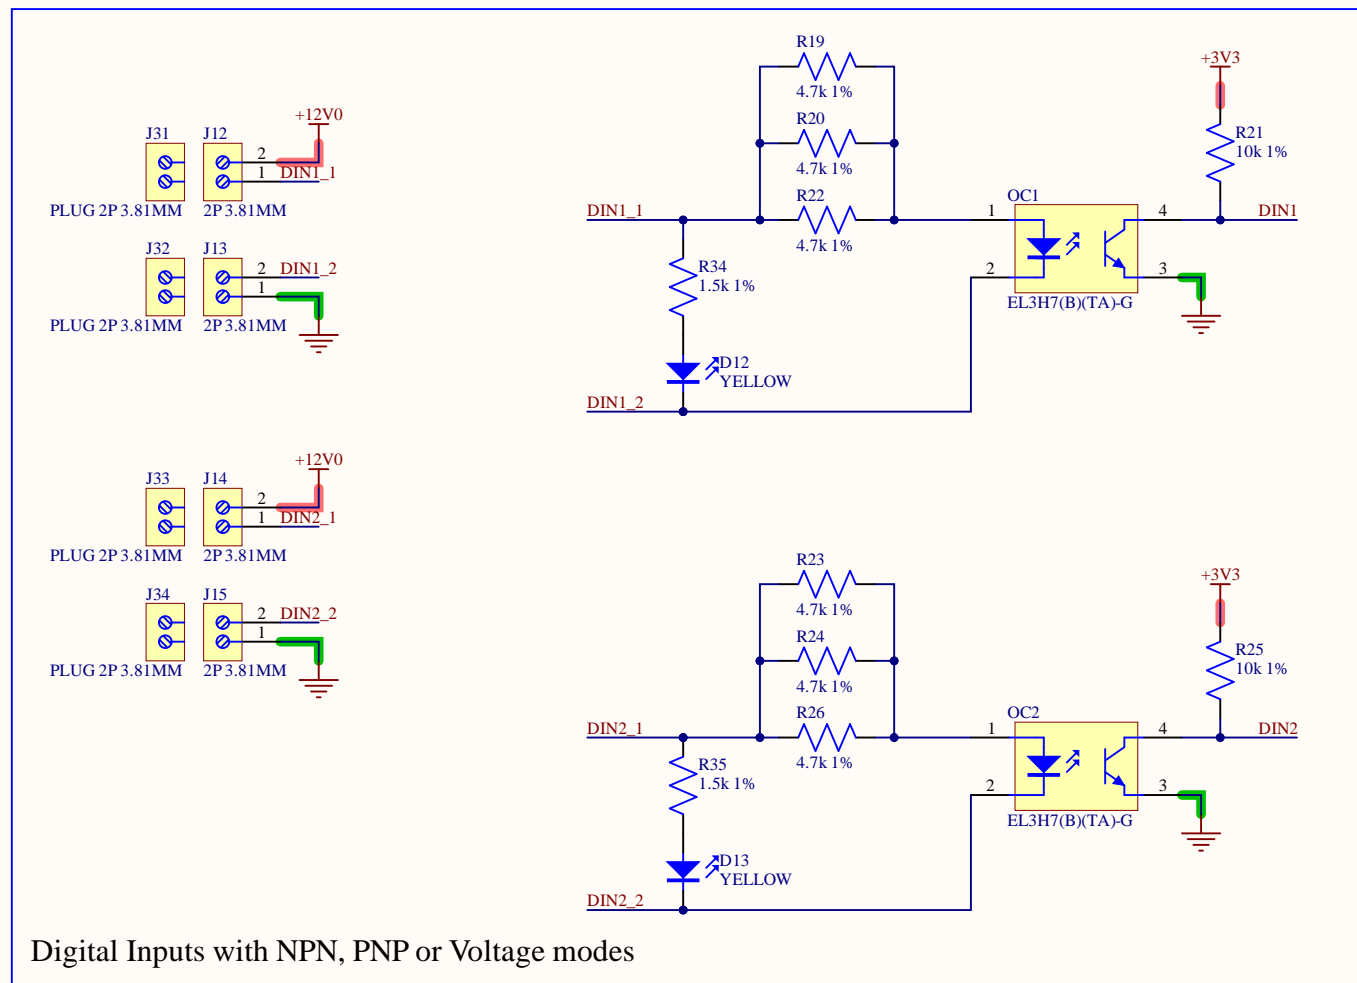 +12V0
J31 J12
2
1 DIN1_1
PLUG 2P 3.81MM 2P 3.81MM
J32 J13
2 DIN1_2
1
PLUG 2P 3.81MM 2P 3.81MM
+12V0
J33 J14
2
1 DIN2_1
PLUG 2P 3.81MM 2P 3.81MM
J34 J15
2 DIN2_2
1
PLUG 2P 3.81MM 2P 3.81MM
R19
4.7k 1%
R20
4.7k 1%
R22
4.7k 1%
DIN1_1
R34
1.5k 1%
D12
YELLOW
DIN1_2
OC1
1 4
2 3
EL3H7(B)(TA)-G
+3V3
R21
10k 1%
DIN1
R23
4.7k 1%
R24
4.7k 1%
R26
4.7k 1%
DIN2_1
R35
1.5k 1%
D13
YELLOW
DIN2_2
OC2
1 4
2 3
EL3H7(B)(TA)-G
+3V3
R25
10k 1%
DIN2
Digital Inputs with NPN, PNP or Voltage modes